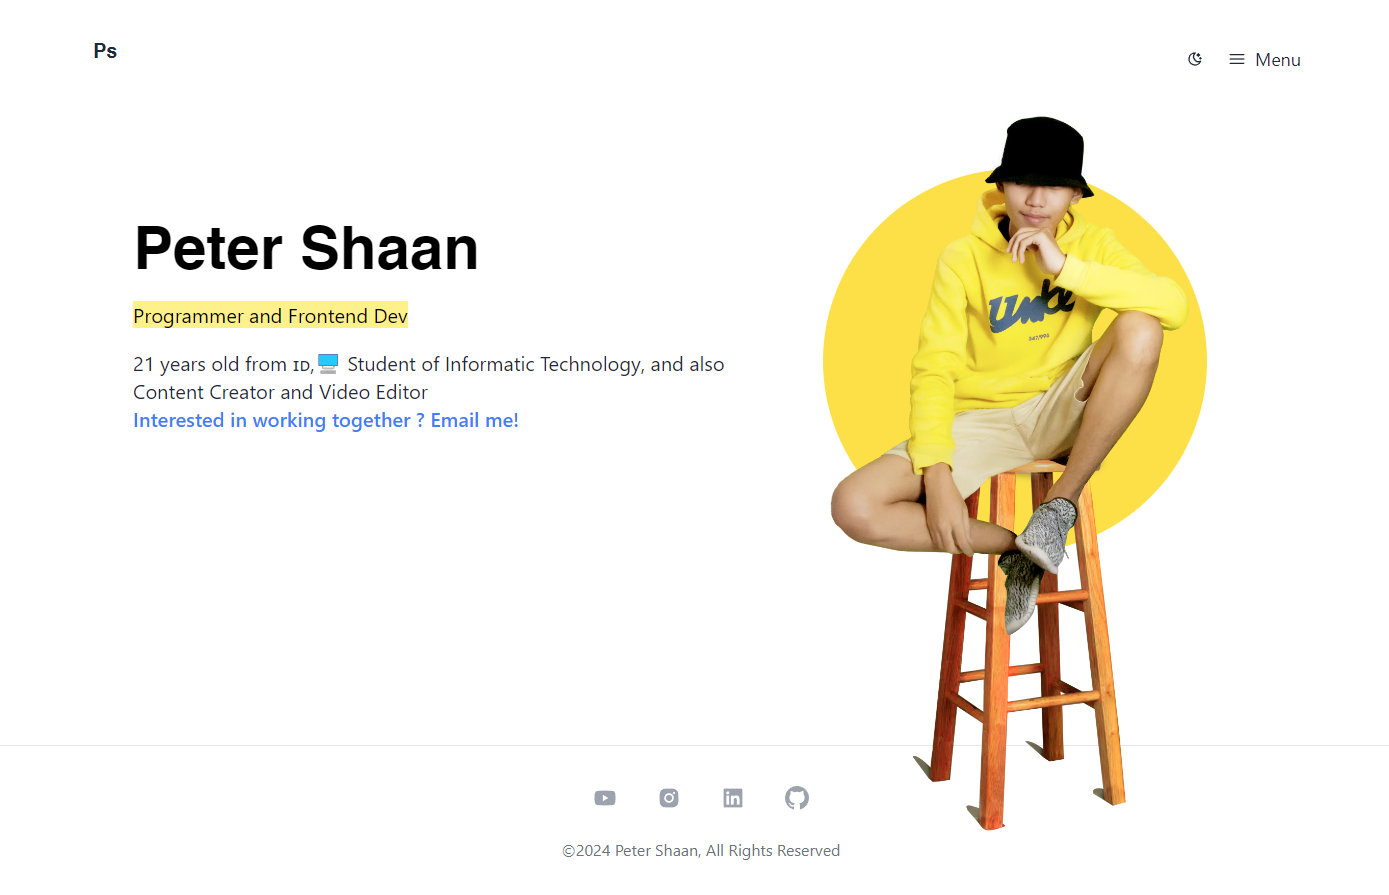 Ps
Menu
Peter Shaan
Programmer and Frontend Dev
21 years old from ɪᴅ,💻 Student of Informatic Technology, and also
Content Creator and Video Editor
Interested in working together ? Email me!
©2024 Peter Shaan, All Rights Reserved